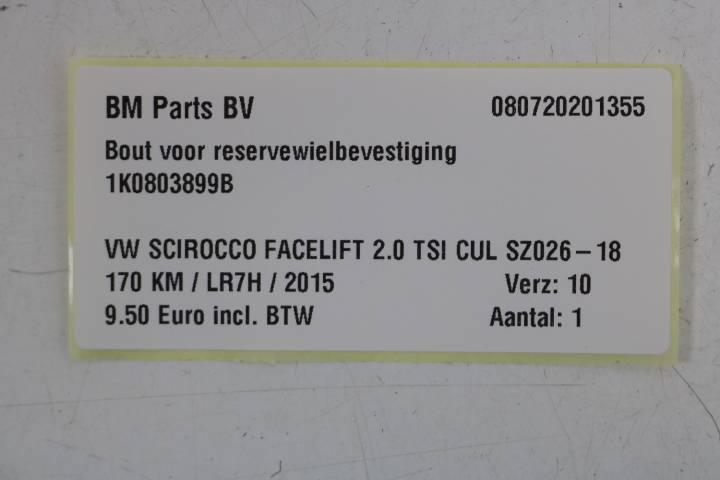 BM Parts BV 080720201355
Bout voor reservewielbevestiging
1K0803899B
VW SCIROCCO FACELIFT 2.0 TSI CUL SZ026-18
170 KM / LR7H / 2015 Verz: 10
9.50 Euro incl. BTW Aantal: 1